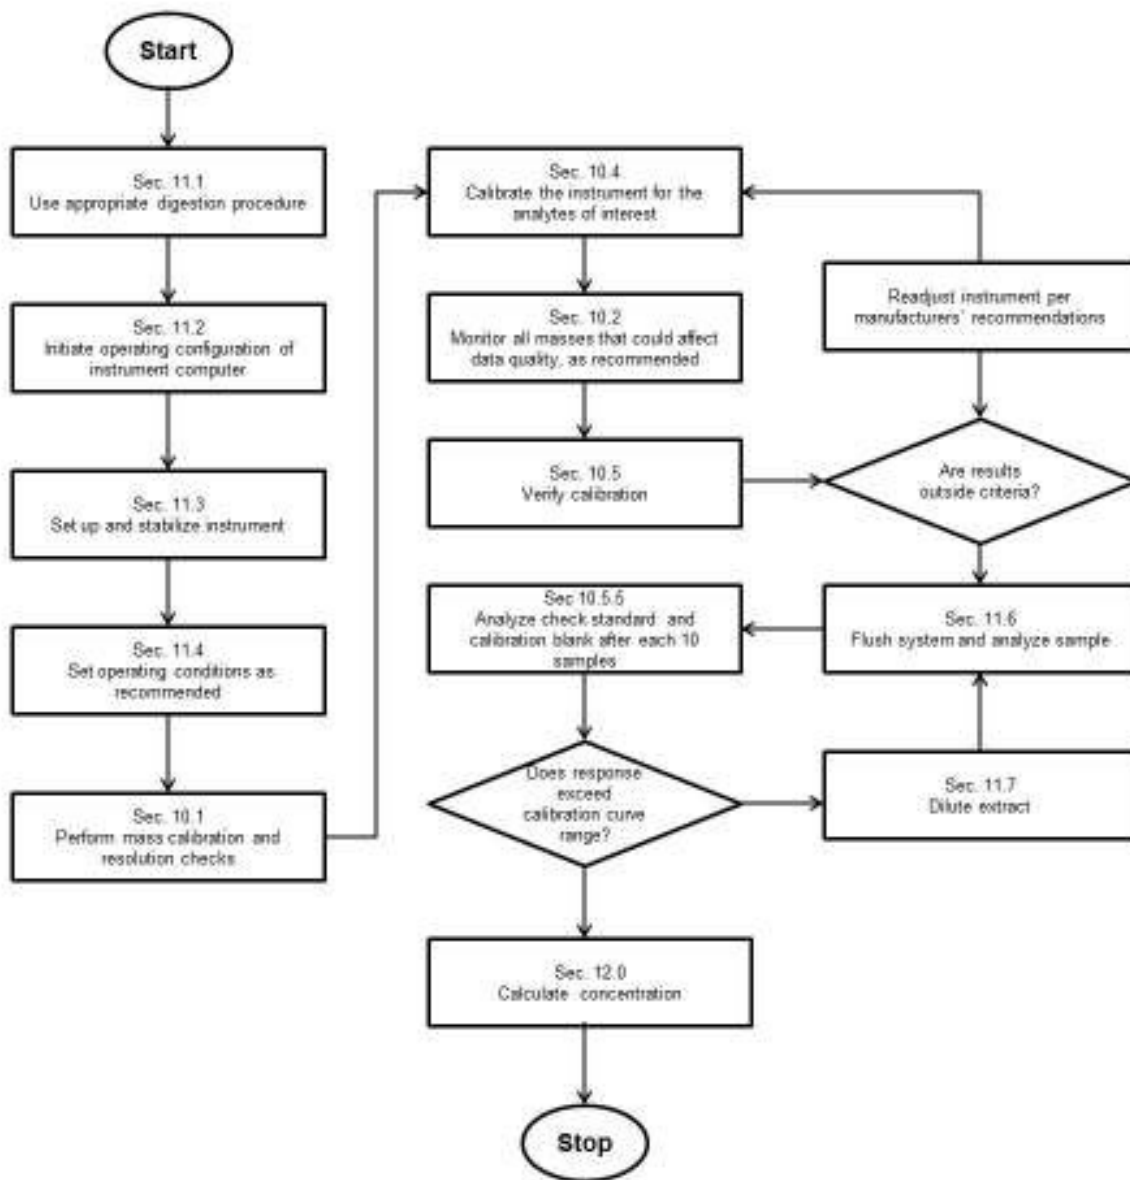 Start
Sec. 11.1
Use appropriate digestion procedure
Sec. 11.2
Initiate operating configuration of
instrument computer
Sec. 11.3
Set up and stabilize instrument
Sec. 11.4
Set operating conditions as
recommended
Sec. 10.1
Perform mass calibration and
resolution checks
Sec. 10.4
Calibrate the instrument for the
analytes of interest
Sec. 10.2
Monitor all masses that could affect
data quality, as recommended
Sec. 10.5
Verify calibration
Are results
outside criteria?
Readjust instrument per
manufacturers' recommendations
Sec. 11.6
Flush system and analyze sample
Sec 10.5.5
Analyze check standard and
calibration blank after each 10
samples
Does response
exceed
calibration curve
range?
Sec. 11.7
Dilute extract
Sec. 12.0
Calculate concentration
Stop